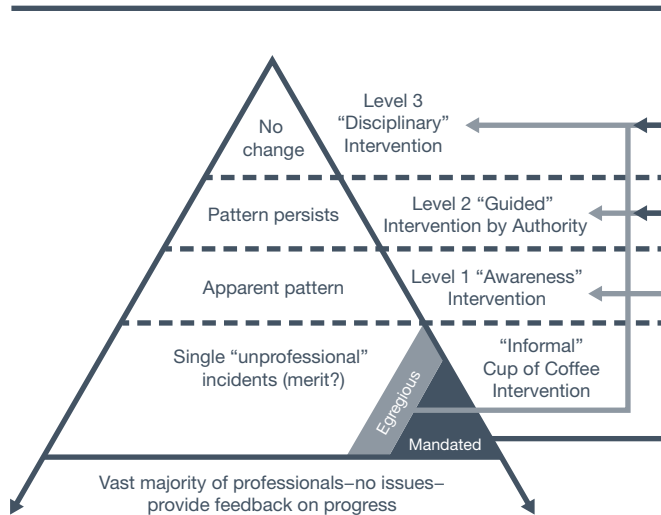 No
change
Level 3
“Disciplinary”
Intervention
Pattern persists
Level 2 “Guided”
Intervention by Authority
Apparent pattern
Level 1 “Awareness”
Intervention
Single “unprofessional”
incidents (merit?)
“Informal”
Cup of Coffee
Intervention
Egregious
Mandated
Vast majority of professionals–no issues–
provide feedback on progress